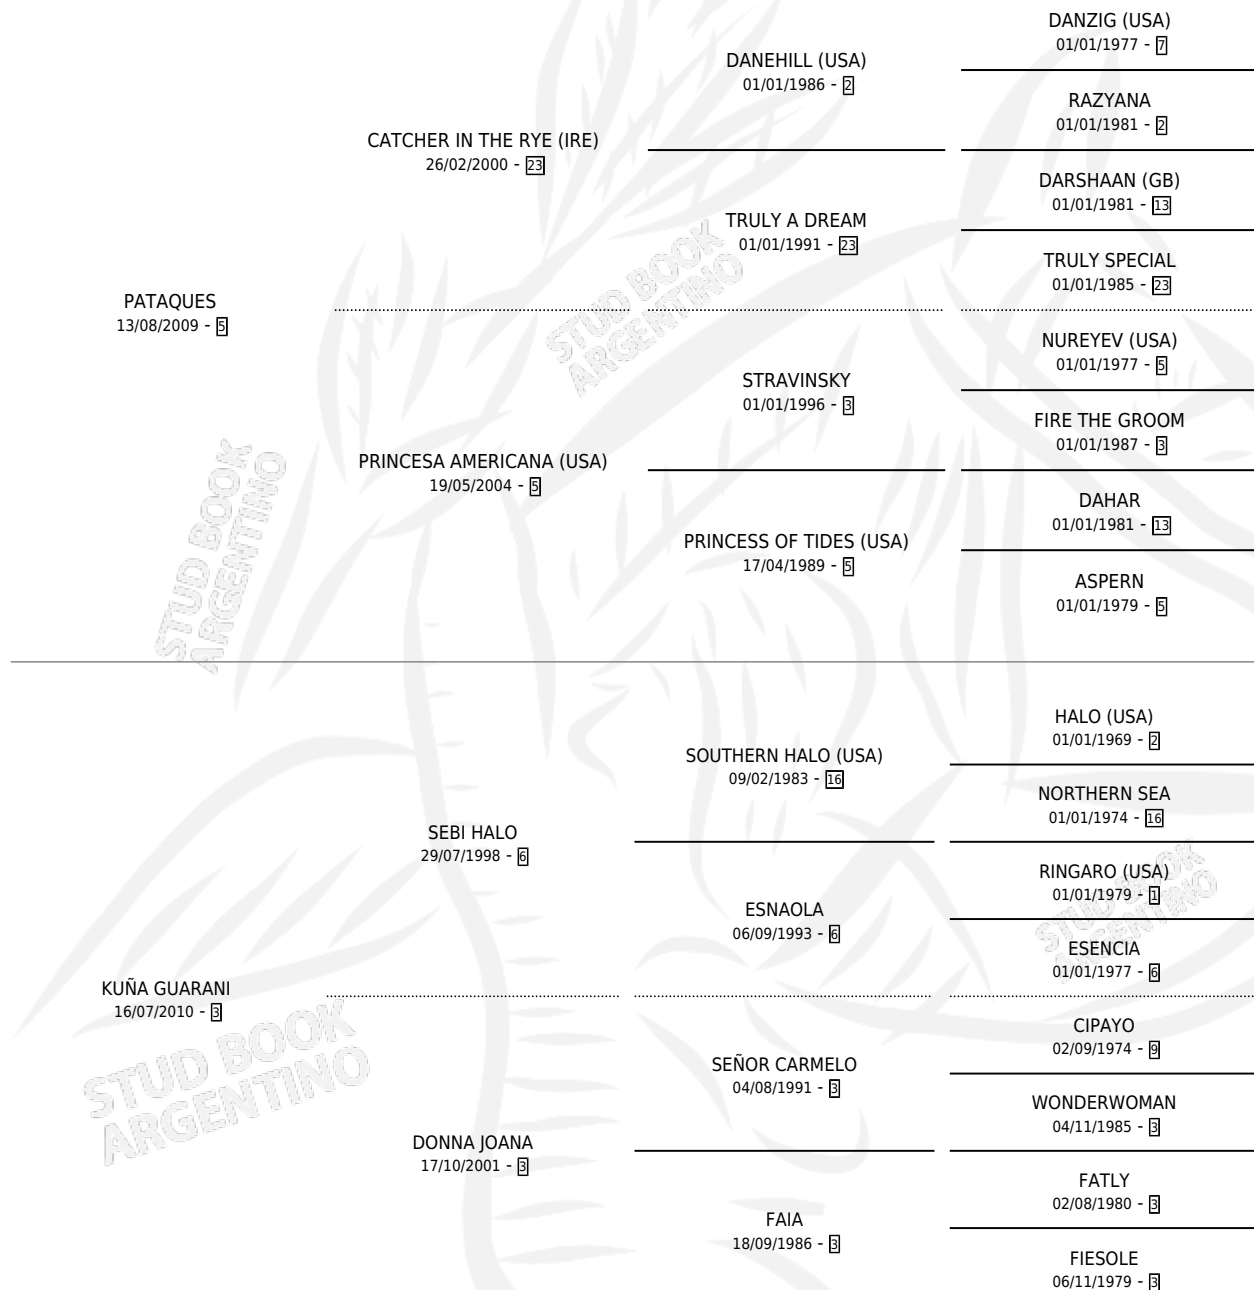 DANZIG (USA)
01/01/1977 - 7
DANEHILL (USA)
01/01/1986 - 2
RAZYANA
01/01/1981 - 2
CATCHER IN THE RYE (IRE)
26/02/2000 - 23
DARSHAAN (GB)
01/01/1981 - 13
TRULY A DREAM
01/01/1991 - 23
TRULY SPECIAL
01/01/1985 - 23
PATAQUES
13/08/2009 - 5
NUREYEV (USA)
01/01/1977 - 5
STRAVINSKY
01/01/1996 - 3
FIRE THE GROOM
01/01/1987 - 3
PRINCESA AMERICANA (USA)
19/05/2004 - 5
DAHAR
01/01/1981 - 13
PRINCESS OF TIDES (USA)
17/04/1989 - 5
ASPERN
01/01/1979 - 5
HALO (USA)
01/01/1969 - 2
SOUTHERN HALO (USA)
09/02/1983 - 16
NORTHERN SEA
01/01/1974 - 16
SEBI HALO
29/07/1998 - 6
RINGARO (USA)
01/01/1979 - 1
ESNAOLA
06/09/1993 - 6
ESENCIA
01/01/1977 - 6
KUÑA GUARANI
16/07/2010 - 3
CIPAYO
02/09/1974 - 9
SEÑOR CARMELO
04/08/1991 - 3
WONDERWOMAN
04/11/1985 - 3
DONNA JOANA
17/10/2001 - 3
FATLY
02/08/1980 - 3
FAIA
18/09/1986 - 3
FIESOLE
06/11/1979 - 3
STUD BOOK
ARGENTINO
STUD BOOK
ARGENTINO
STUD BOOK
ARGENTINO
STUD BOOK
ARGENTINO